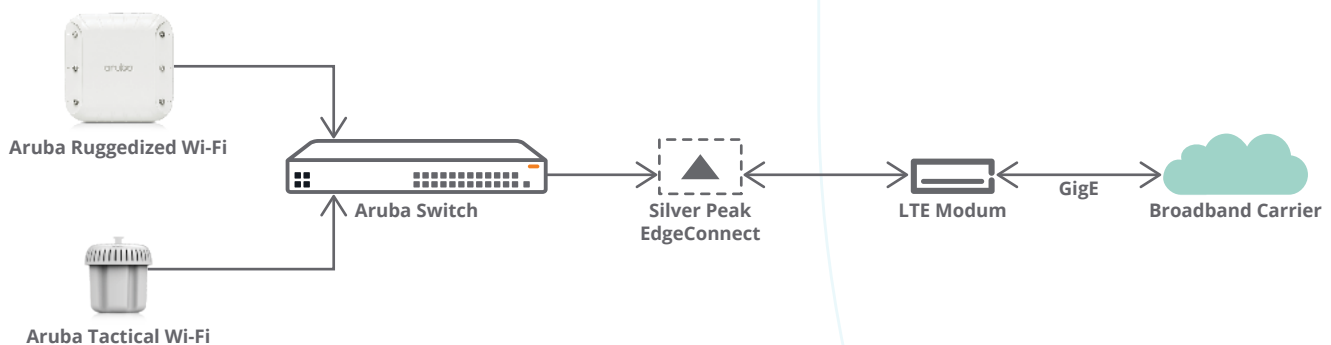 aruba
Aruba Ruggedized Wi-Fi
Aruba Switch
Silver Peak
EdgeConnect
LTE Modum
GigE
Broadband Carrier
Aruba Tactical Wi-Fi